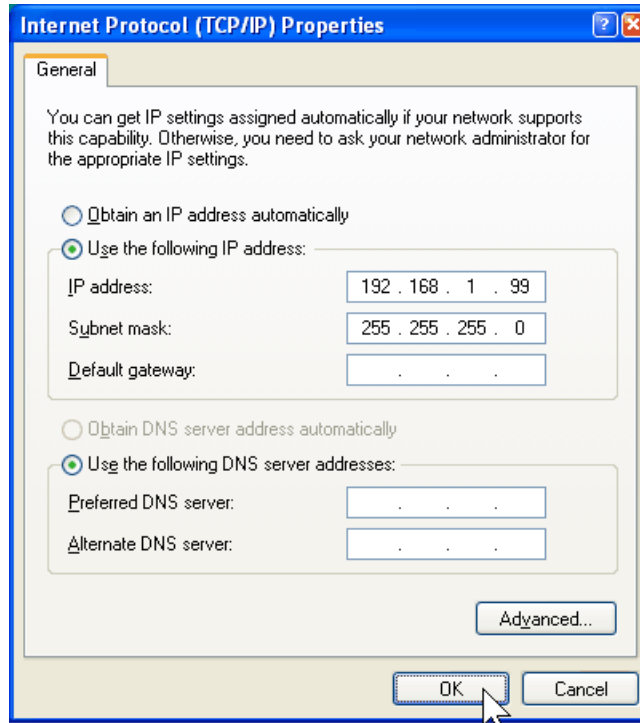 Internet Protocol (TCP/IP) Properties
General
You can get IP settings assigned automatically if your network supports
this capability. Otherwise, you need to ask your network administrator for
the appropriate IP settings.
Obtain an IP address automatically
Use the following IP address:
IP address: 192 . 168 . 1 . 99
Subnet mask: 255 . 255 . 255 . 0
Default gateway: . . .
Obtain DNS server address automatically
Use the following DNS server addresses:
Preferred DNS server: . . .
Alternate DNS server: . . .
Advanced...
OK Cancel